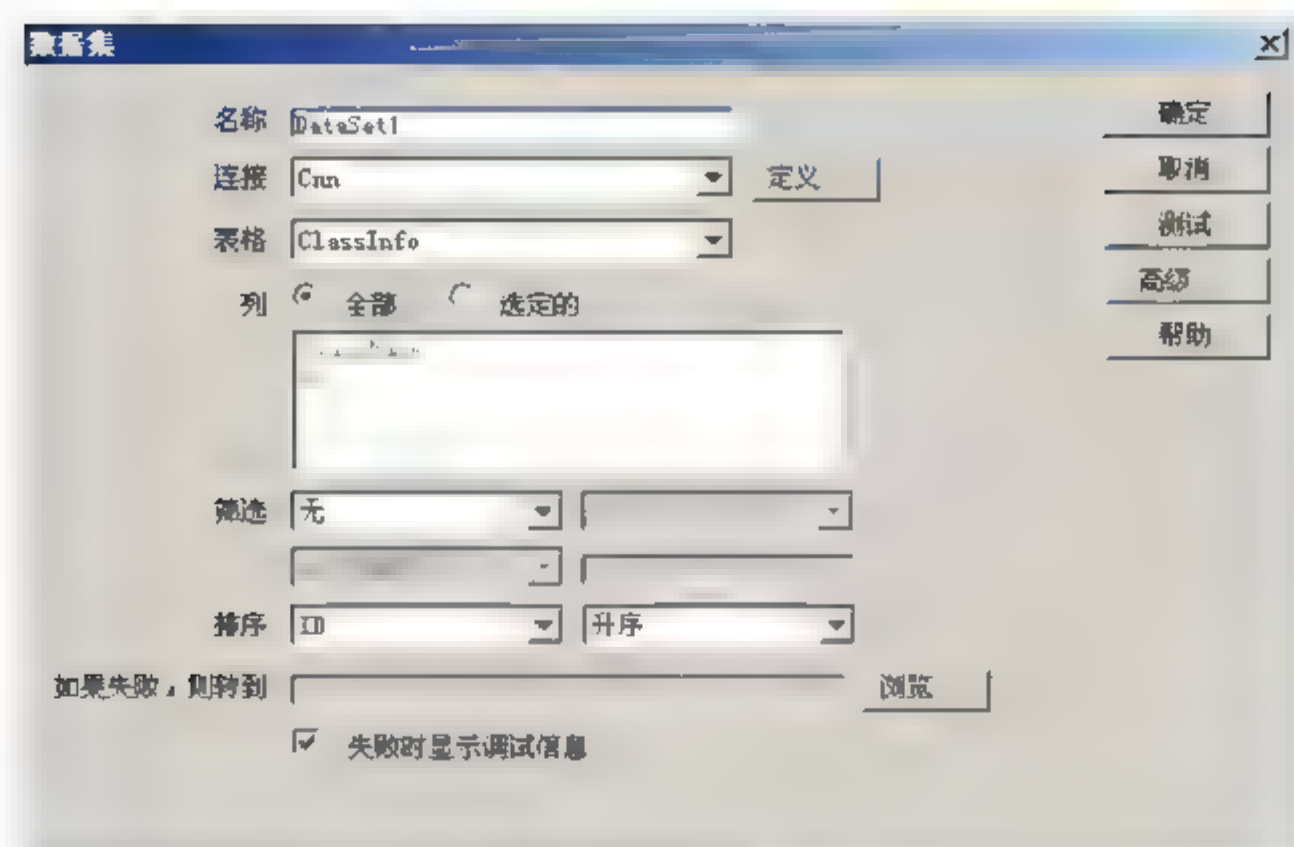 数据集
名称 DataSet1 确定
连接 Cnn 定义 取消
表格 ClassInfo 测试
列 全部 选定的 高级
帮助
筛选 无
排序 ID 升序
如果失败，则转到 浏览
失败时显示调试信息